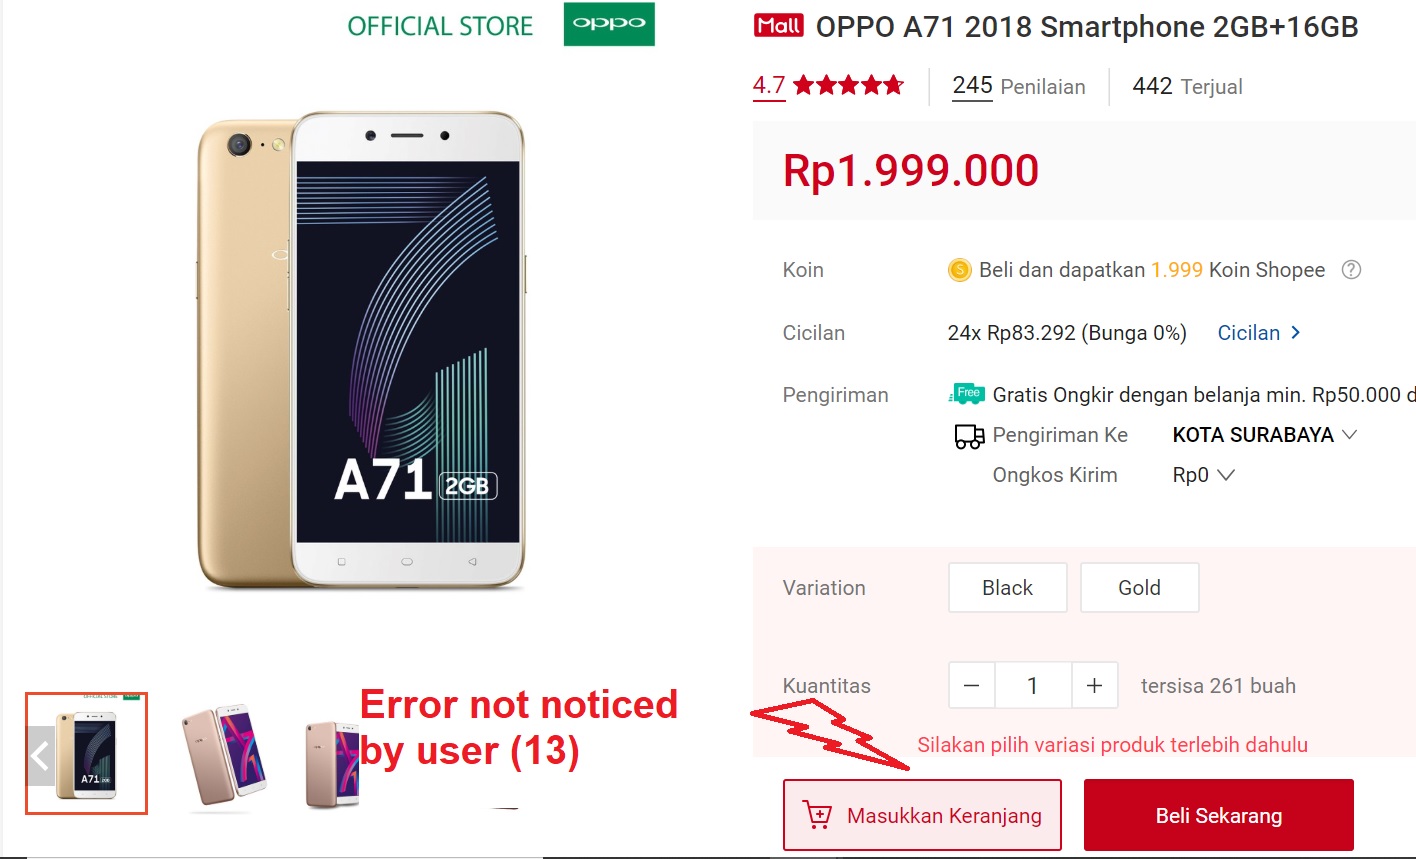 OFFICIAL STORE oppo
Mall OPPO A71 2018 Smartphone 2GB+16GB
4.7 245 Penilaian 442 Terjual
Rp1.999.000
Koin Beli dan dapatkan 1.999 Koin Shopee ?
Cicilan 24x Rp83.292 (Bunga 0%) Cicilan
Pengiriman Free Gratis Ongkir dengan belanja min. Rp50.000 d
Pengiriman Ke KOTA SURABAYA
Ongkos Kirim Rp0
A71 2GB
Variation Black Gold
Kuantitas 1 tersisa 261 buah
Silakan pilih variasi produk terlebih dahulu
Masukkan Keranjang Beli Sekarang
Error not noticed
by user (13)
OFFICIAL STORE
A71 2GB